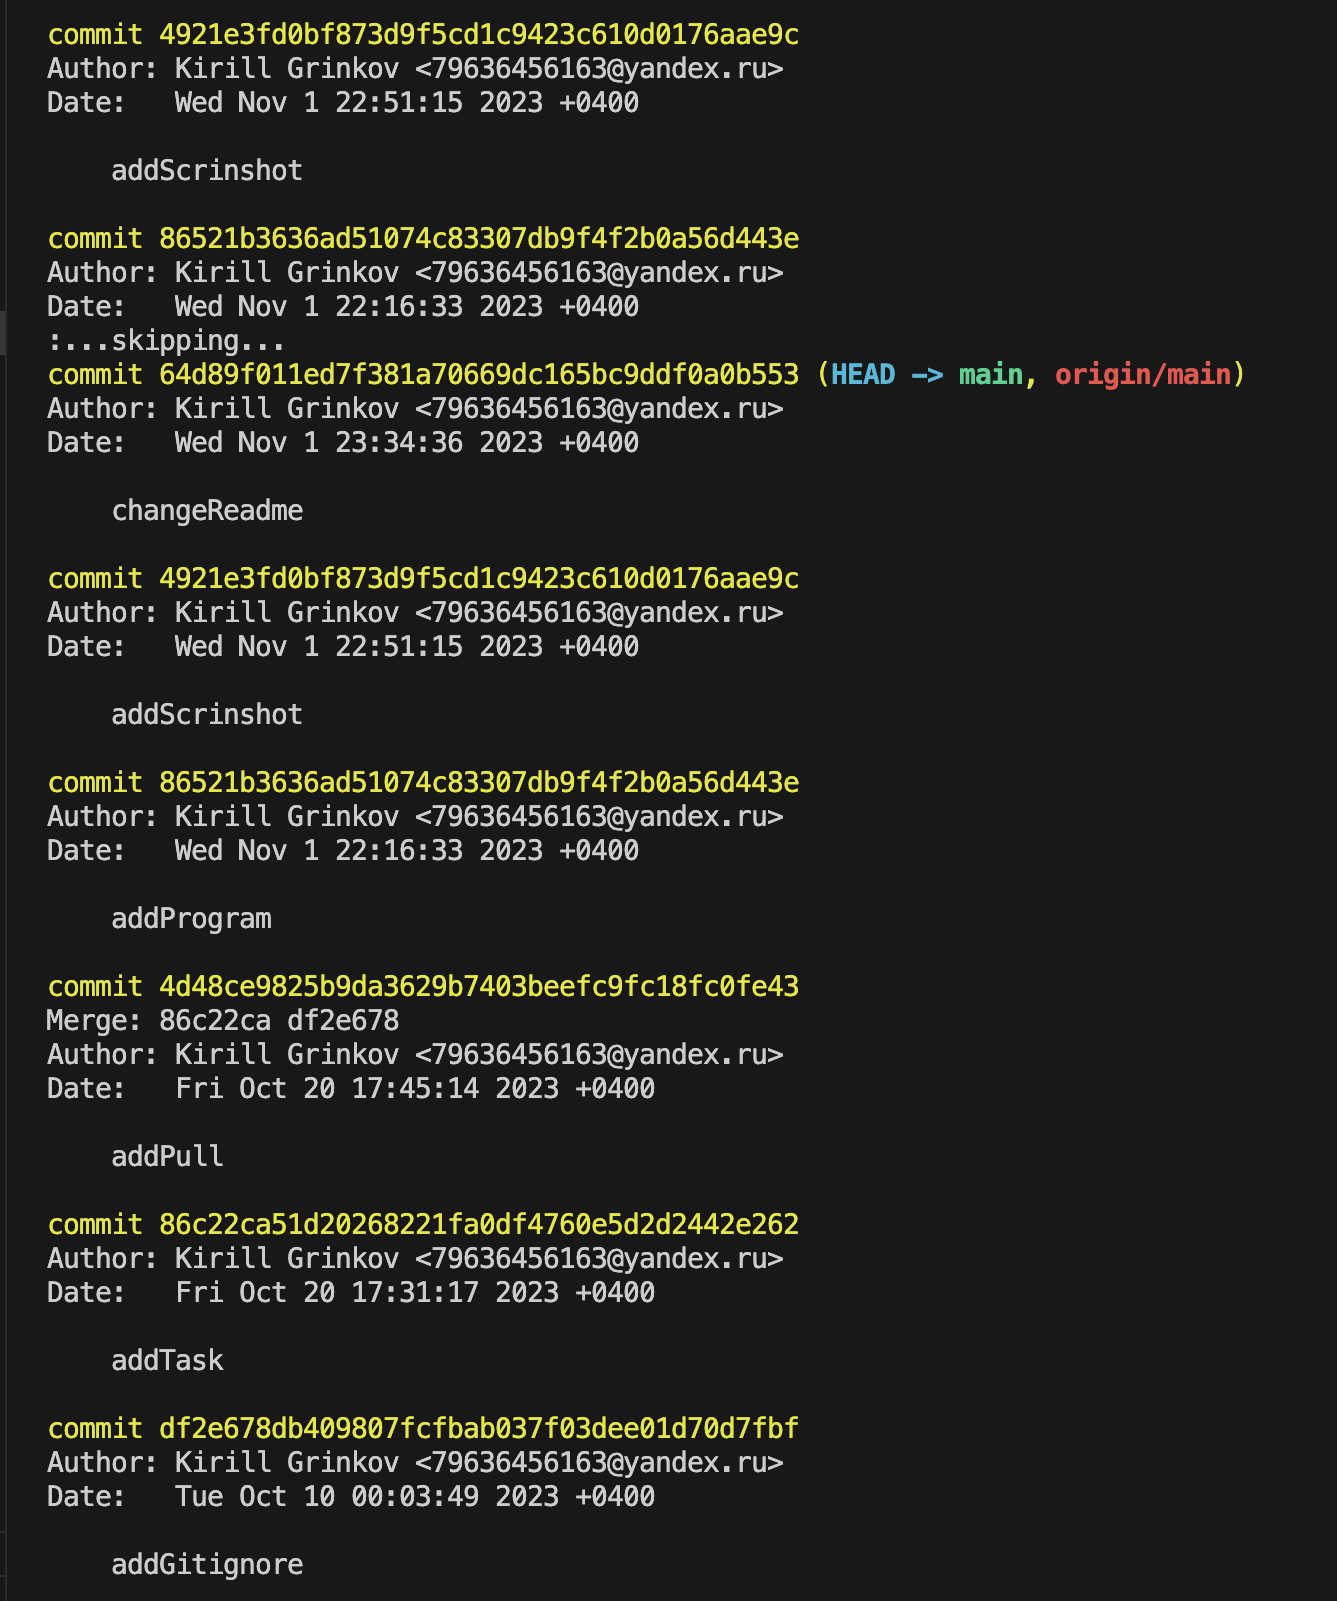 commit 4921e3fd0bf873d9f5cd1c9423c610d0176aae9c
Author: Kirill Grinkov <79636456163@yandex.ru>
Date:   Wed Nov 1 22:51:15 2023 +0400
addScrinshot
commit 86521b3636ad51074c83307db9f4f2b0a56d443e
Author: Kirill Grinkov <79636456163@yandex.ru>
Date:   Wed Nov 1 22:16:33 2023 +0400
:...skipping...
commit 64d89f011ed7f381a70669dc165bc9ddf0a0b553 (HEAD -> main, origin/main)
Author: Kirill Grinkov <79636456163@yandex.ru>
Date:   Wed Nov 1 23:34:36 2023 +0400
changeReadme
commit 4921e3fd0bf873d9f5cd1c9423c610d0176aae9c
Author: Kirill Grinkov <79636456163@yandex.ru>
Date:   Wed Nov 1 22:51:15 2023 +0400
addScrinshot
commit 86521b3636ad51074c83307db9f4f2b0a56d443e
Author: Kirill Grinkov <79636456163@yandex.ru>
Date:   Wed Nov 1 22:16:33 2023 +0400
addProgram
commit 4d48ce9825b9da3629b7403beefc9fc18fc0fe43
Merge: 86c22ca df2e678
Author: Kirill Grinkov <79636456163@yandex.ru>
Date:   Fri Oct 20 17:45:14 2023 +0400
addPull
commit 86c22ca51d20268221fa0df4760e5d2d2442e262
Author: Kirill Grinkov <79636456163@yandex.ru>
Date:   Fri Oct 20 17:31:17 2023 +0400
addTask
commit df2e678db409807fcfbab037f03dee01d70d7fbf
Author: Kirill Grinkov <79636456163@yandex.ru>
Date:   Tue Oct 10 00:03:49 2023 +0400
addGitignore